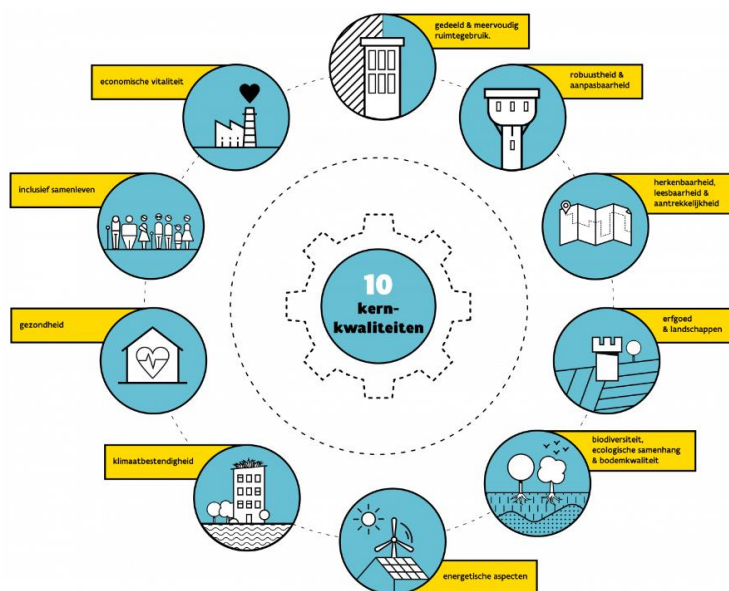 gedeeld & meervoudig
ruimtegebruik.
robuustheid &
aanpasbaarheid
herkenbaarheid,
leesbaarheid &
aantrekkelijkheid
erfgoed
& landschappen
biodiversiteit,
ecologische samenhang
& bodemkwaliteit
energetische aspecten
klimaatbestendigheid
gezondheid
inclusief samenleven
economische vitaliteit
10
kern-
kwaliteiten